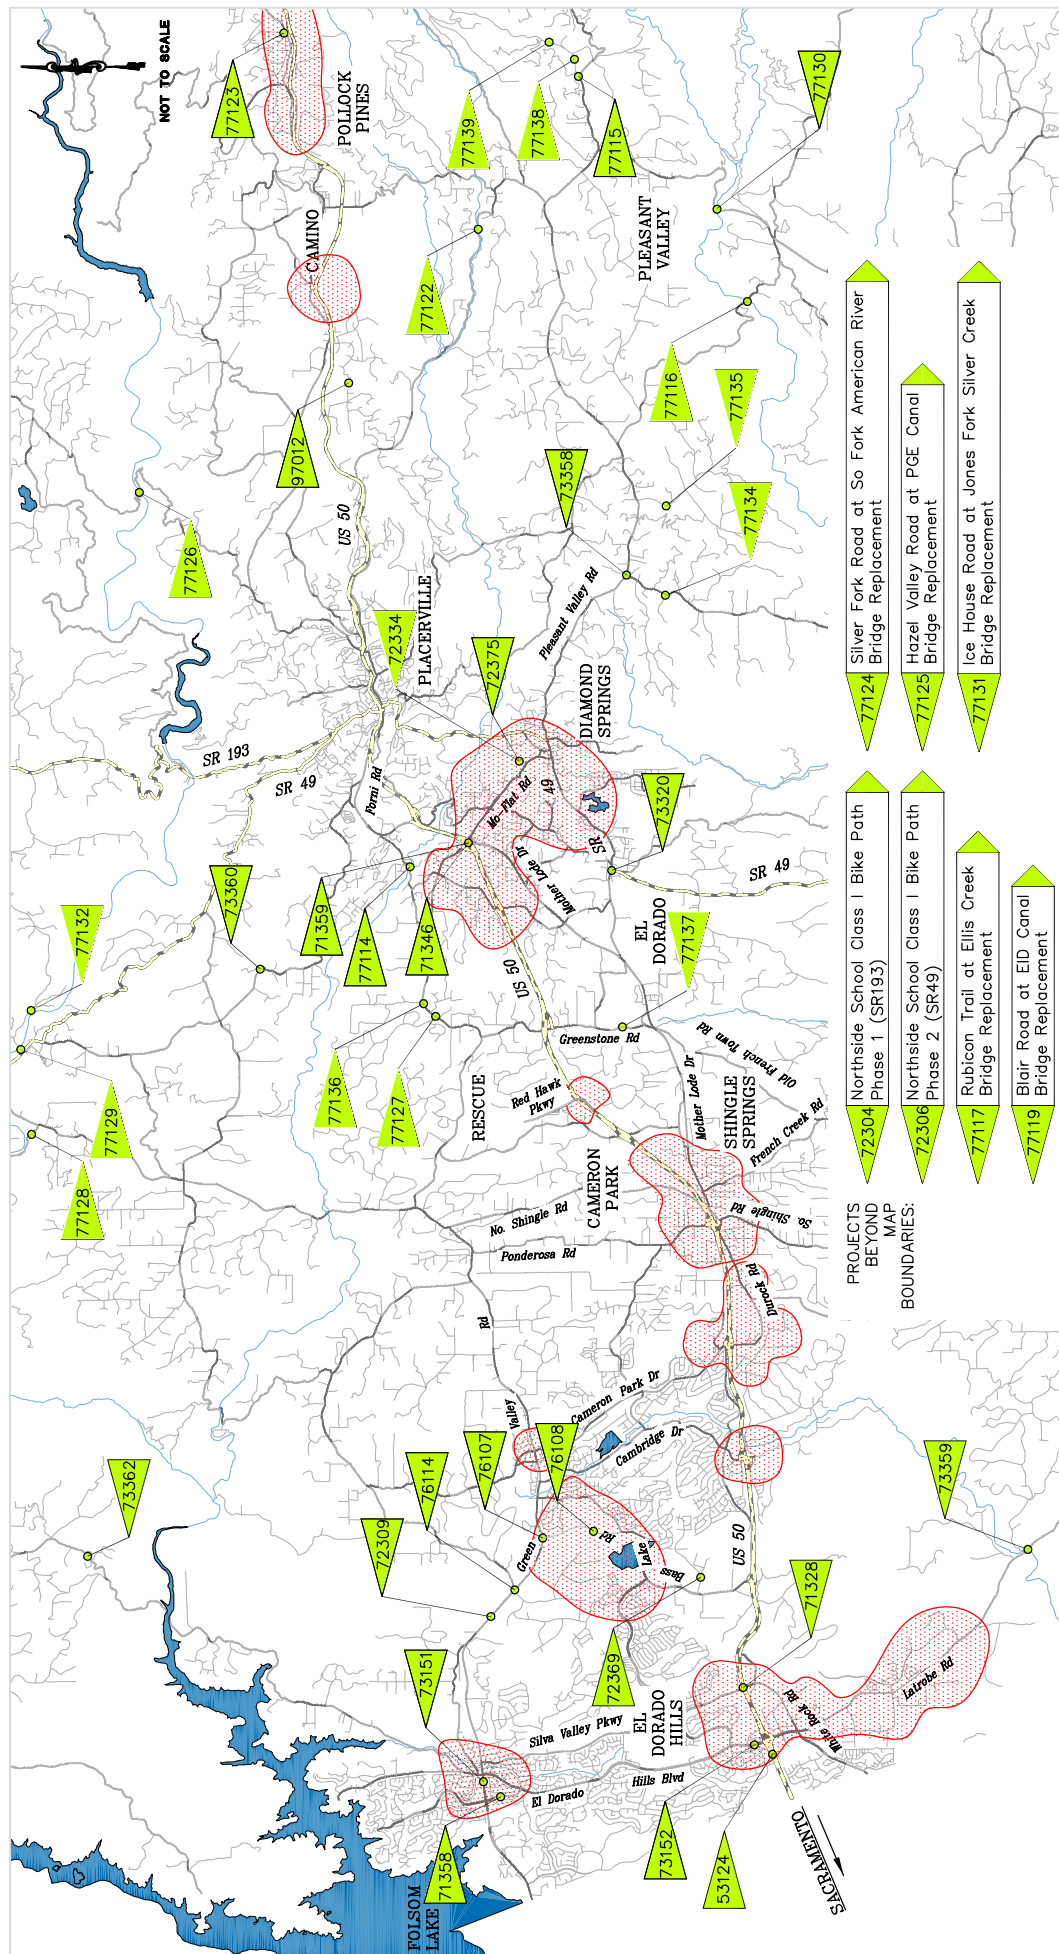 NOT TO SCALE
77123
POLLOCK
PINES
77139
77138
77115
77130
CAMINO
PLEASANT
VALLEY
77122
97012
77116
77135
77126
US 50
73358
77134
PLACERVILLE
72334
72375
Pleasant Valley Rd
DIAMOND
SPRINGS
SR 193
SR 49
Forni Rd
Mo-Flat Rd
49
SR
Mother Lode Dr
73320
SR 49
73360
71359
77114
71346
77132
EL
DORADO
77137
US 50
Greenstone Rd
Old French Town Rd
77136
77127
77129
77128
RESCUE
Red Hawk
Pkwy
Mother Lode Dr
SHINGLE
SPRINGS
French Creek Rd
CAMERON
PARK
No. Shingle Rd
Ponderosa Rd
So. Shingle Rd
Durock Rd
Rd
Valley
Green
Cameron Park Dr
Cambridge Dr
73362
76114
76107
76108
72309
Rd
Lake
Bass
US 50
73359
71328
73151
72369
Silva Valley Pkwy
EL
DORADO
HILLS
White Rock Rd
Latrobe Rd
El Dorado
Hills Blvd
71358
73152
53124
SACRAMENTO
FOLSOM
LAKE
PROJECTS
BEYOND
MAP
BOUNDARIES:
72304
Northside School Class I Bike Path
Phase 1 (SR193)
72306
Northside School Class I Bike Path
Phase 2 (SR49)
77117
Rubicon Trail at Ellis Creek
Bridge Replacement
77119
Blair Road at EID Canal
Bridge Replacement
77124
Silver Fork Road at So Fork American River
Bridge Replacement
77125
Hazel Valley Road at PGE Canal
Bridge Replacement
77131
Ice House Road at Jones Fork Silver Creek
Bridge Replacement